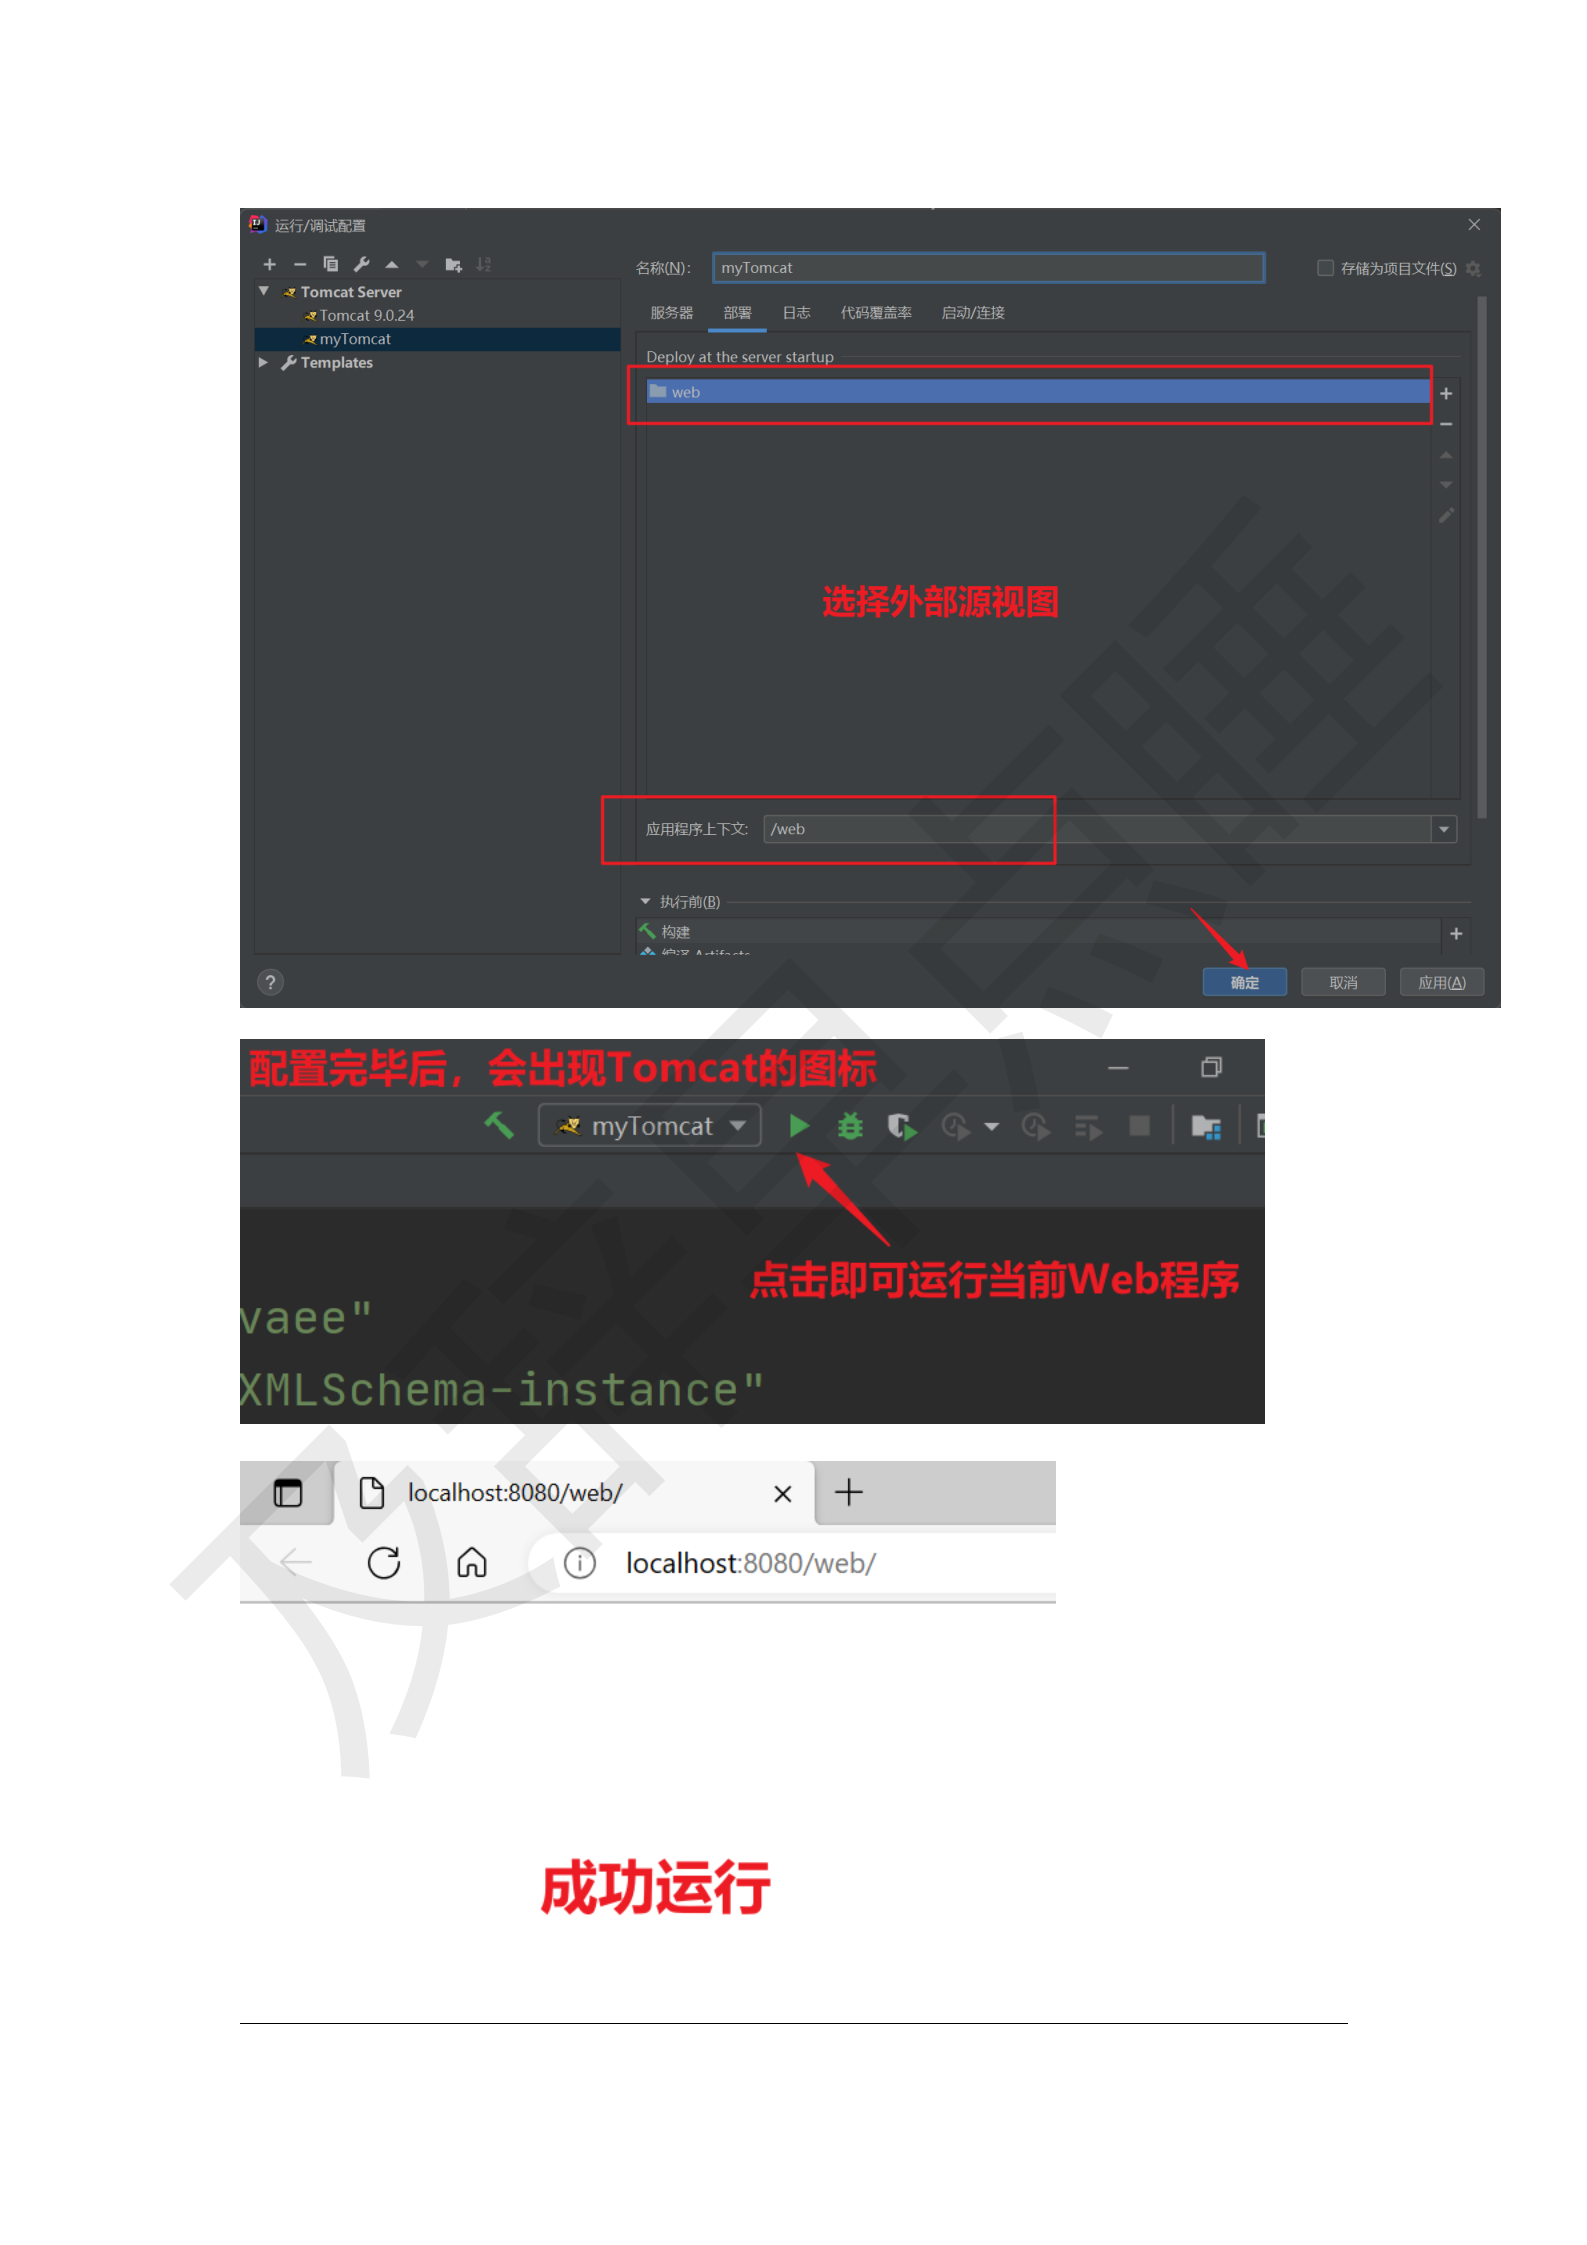 运行/调试配置
名称(N): myTomcat 存储为项目文件(S)
Tomcat Server
Tomcat 9.0.24
myTomcat
Templates
服务器 部署 日志 代码覆盖率 启动/连接
Deploy at the server startup
web
选择外部源视图
应用程序上下文: /web
执行前(B)
构建
编译 Artifacts
? 确定 取消 应用(A)
配置完毕后，会出现Tomcat的图标
myTomcat
点击即可运行当前Web程序
vaee"
XMLSchema-instance"
localhost:8080/web/
localhost:8080/web/
成功运行